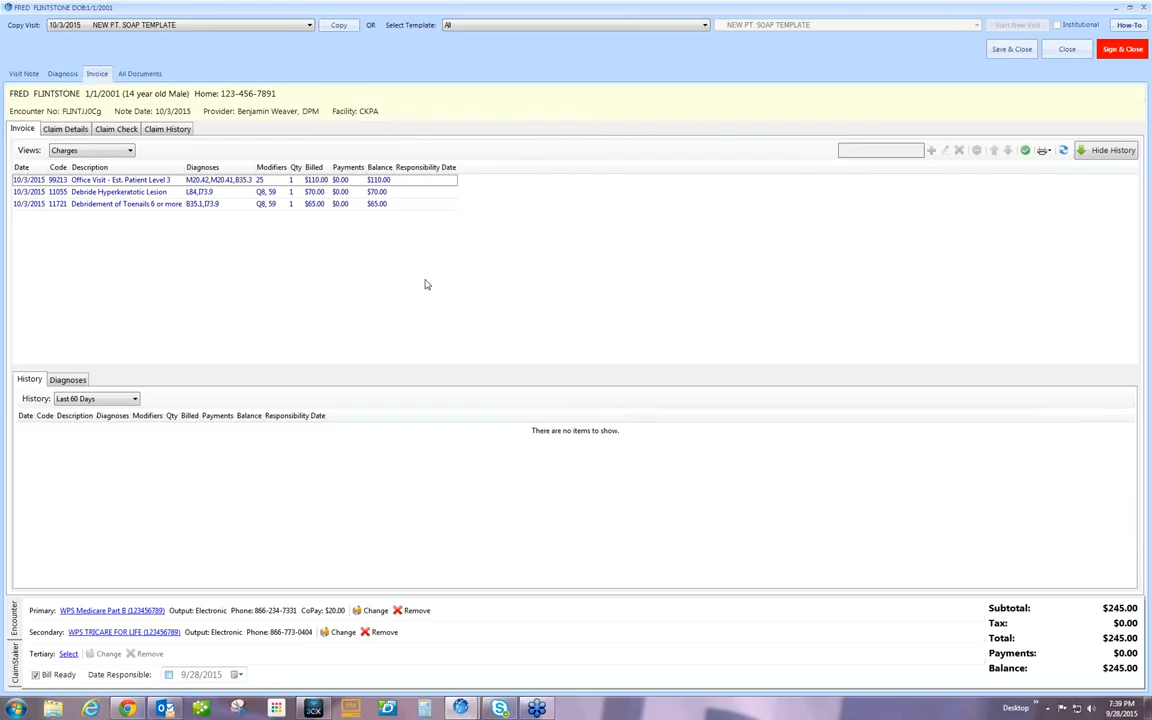 FRED FLINTSTONE DOB:1/1/2001
Copy Visit: 10/3/2015 NEW PT. SOAP TEMPLATE Copy OR Select Template: All NEW PT. SOAP TEMPLATE Start New Visit Institutional How-To
Save & Close Close Sign & Close
Visit Note Diagnosis Invoice All Documents
FRED FLINTSTONE 1/1/2001 (14 year old Male) Home: 123-456-7891
Encounter No: FLINTJJ0Cg Note Date: 10/3/2015 Provider: Benjamin Weaver, DPM Facility: CKPA
Invoice Claim Details Claim Check Claim History
Views: Charges Hide History
Date Code Description Diagnoses Modifiers Qty Billed Payments Balance Responsibility Date
10/3/2015 99213 Office Visit - Est. Patient Level 3 M20.42,M20.41,B35.3 25 1 $110.00 $0.00 $110.00
10/3/2015 11055 Debride Hyperkeratotic Lesion L84,I73.9 Q8, 59 1 $70.00 $0.00 $70.00
10/3/2015 11721 Debridement of Toenails 6 or more B35.1,I73.9 Q8, 59 1 $65.00 $0.00 $65.00
History Diagnoses
History: Last 60 Days
Date Code Description Diagnoses Modifiers Qty Billed Payments Balance Responsibility Date
There are no items to show.
Encounter
ClaimStaker
Primary: WPS Medicare Part B (123456789) Output: Electronic Phone: 866-234-7331 CoPay: $20.00 Change Remove
Secondary: WPS TRICARE FOR LIFE (123456789) Output: Electronic Phone: 866-773-0404 Change Remove
Tertiary: Select Change Remove
Bill Ready Date Responsible: 9/28/2015
Subtotal: $245.00
Tax: $0.00
Total: $245.00
Payments: $0.00
Balance: $245.00
3CX PM Desktop 7:39 PM
9/28/2015